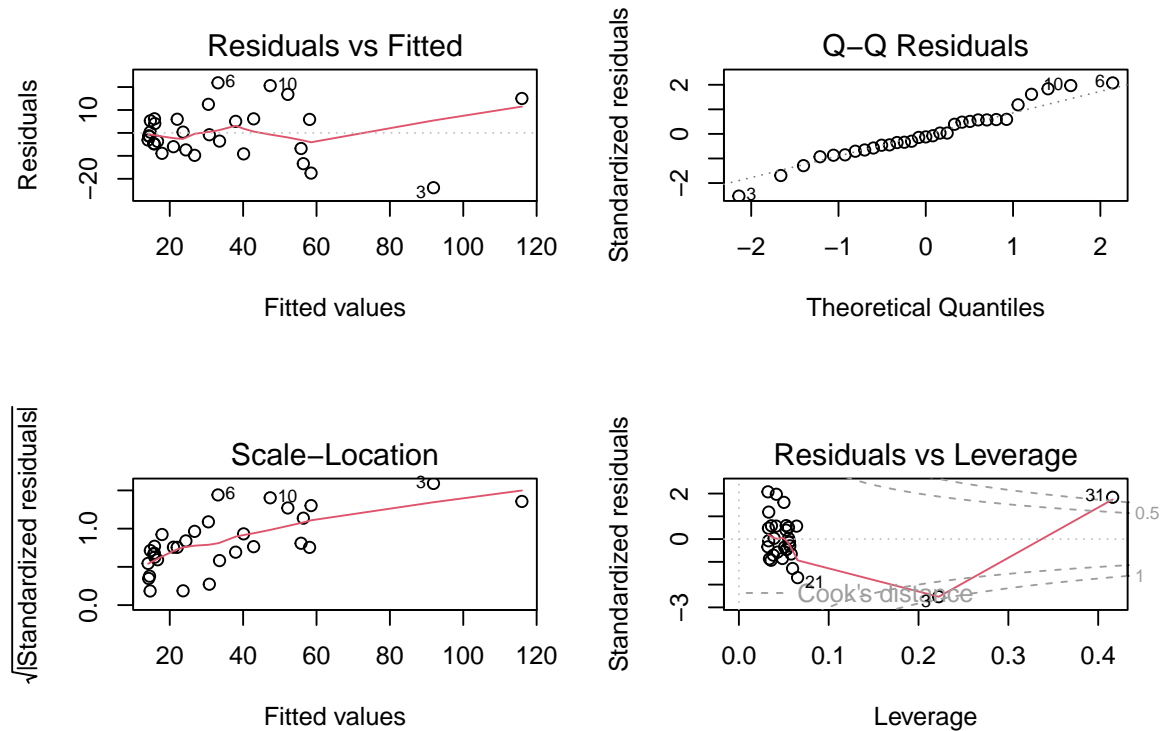 Residuals vs Fitted
Residuals
10
−20
6
10
3
20 40 60 80 100 120
Fitted values
Q−Q Residuals
Standardized residuals
2
0
−2
10
6
3
−2 −1 0 1 2
Theoretical Quantiles
Scale−Location
√|Standardized residuals|
1.0
0.0
6
10
3
20 40 60 80 100 120
Fitted values
Residuals vs Leverage
Standardized residuals
2
0
−3
31
0.5
1
21
3
Cook's distance
0.0 0.1 0.2 0.3 0.4
Leverage